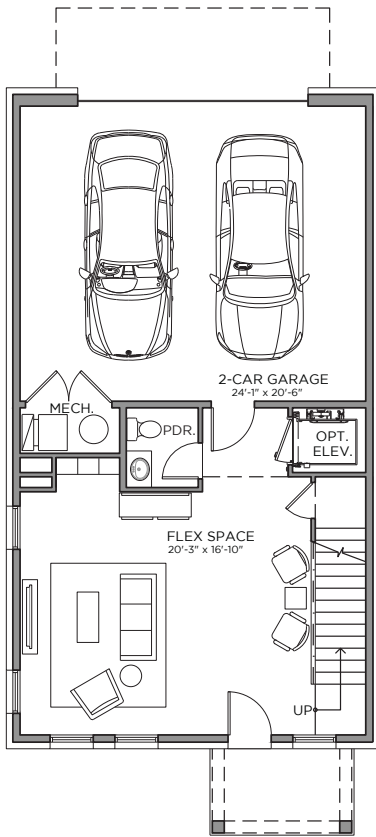 2-CAR GARAGE
24'-1" x 20'-6"
MECH.
PDR.
OPT.
ELEV.
FLEX SPACE
20'-3" x 16'-10"
UP